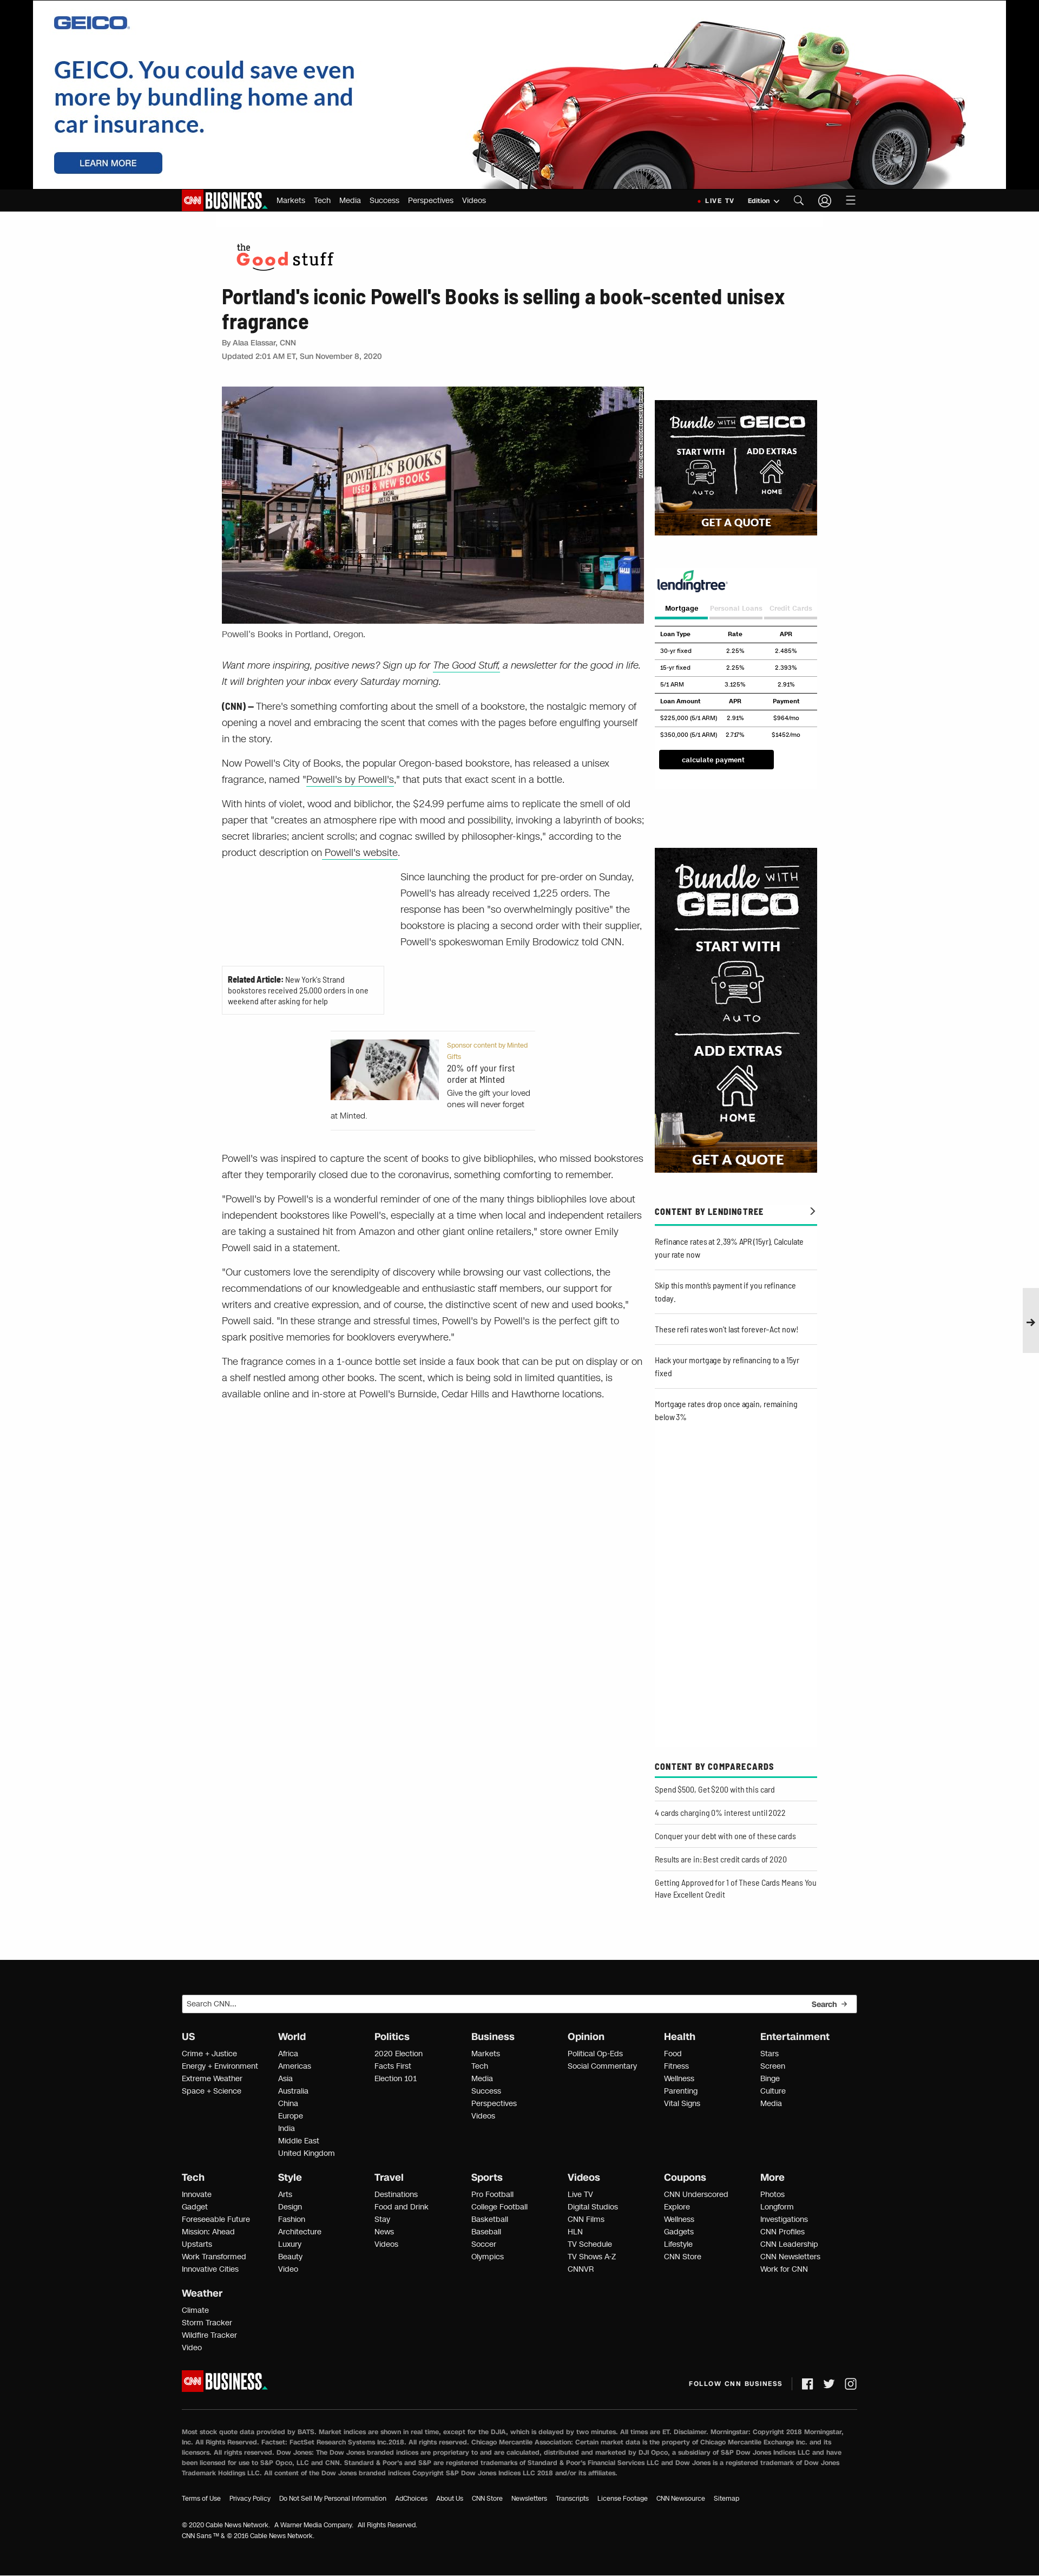 GEICO
GEICO. You could save even
more by bundling home and
car insurance.
LEARN MORE
CNN BUSINESS Markets Tech Media Success Perspectives Videos LIVE TV Edition
the
Good stuff
Portland's iconic Powell's Books is selling a book-scented unisex
fragrance
By Alaa Elassar, CNN
Updated 2:01 AM ET, Sun November 8, 2020
POWELL'S BOOKS
USED & NEW BOOKS
RACIAL
JUSTICE NOW
Powell's Books in Portland, Oregon.
Want more inspiring, positive news? Sign up for The Good Stuff, a newsletter for the good in life.
It will brighten your inbox every Saturday morning.
(CNN) — There's something comforting about the smell of a bookstore, the nostalgic memory of
opening a novel and embracing the scent that comes with the pages before engulfing yourself
in the story.
Now Powell's City of Books, the popular Oregon-based bookstore, has released a unisex
fragrance, named "Powell's by Powell's," that puts that exact scent in a bottle.
With hints of violet, wood and biblichor, the $24.99 perfume aims to replicate the smell of old
paper that "creates an atmosphere ripe with mood and possibility, invoking a labyrinth of books;
secret libraries; ancient scrolls; and cognac swilled by philosopher-kings," according to the
product description on Powell's website.
Since launching the product for pre-order on Sunday,
Powell's has already received 1,225 orders. The
response has been "so overwhelmingly positive" the
bookstore is placing a second order with their supplier,
Powell's spokeswoman Emily Brodowicz told CNN.
Related Article: New York's Strand
bookstores received 25,000 orders in one
weekend after asking for help
Sponsor content by Minted
Gifts
20% off your first
order at Minted
Give the gift your loved
ones will never forget
at Minted.
Powell's was inspired to capture the scent of books to give bibliophiles, who missed bookstores
after they temporarily closed due to the coronavirus, something comforting to remember.
"Powell's by Powell's is a wonderful reminder of one of the many things bibliophiles love about
independent bookstores like Powell's, especially at a time when local and independent retailers
are taking a sustained hit from Amazon and other giant online retailers," store owner Emily
Powell said in a statement.
"Our customers love the serendipity of discovery while browsing our vast collections, the
recommendations of our knowledgeable and enthusiastic staff members, our support for
writers and creative expression, and of course, the distinctive scent of new and used books,"
Powell said. "In these strange and stressful times, Powell's by Powell's is the perfect gift to
spark positive memories for booklovers everywhere."
The fragrance comes in a 1-ounce bottle set inside a faux book that can be put on display or on
a shelf nestled among other books. The scent, which is being sold in limited quantities, is
available online and in-store at Powell's Burnside, Cedar Hills and Hawthorne locations.
Bundle WITH GEICO
START WITH ADD EXTRAS
AUTO HOME
GET A QUOTE
lendingtree
Mortgage Personal Loans Credit Cards
Loan Type Rate APR
30-yr fixed 2.25% 2.485%
15-yr fixed 2.25% 2.393%
5/1 ARM 3.125% 2.91%
Loan Amount APR Payment
$225,000 (5/1 ARM) 2.91% $964/mo
$350,000 (5/1 ARM) 2.717% $1452/mo
calculate payment
Bundle WITH
GEICO
START WITH
AUTO
ADD EXTRAS
HOME
GET A QUOTE
CONTENT BY LENDINGTREE
Refinance rates at 2.39% APR (15yr). Calculate
your rate now
Skip this month's payment if you refinance
today.
These refi rates won't last forever–Act now!
Hack your mortgage by refinancing to a 15yr
fixed
Mortgage rates drop once again, remaining
below 3%
CONTENT BY COMPARECARDS
Spend $500, Get $200 with this card
4 cards charging 0% interest until 2022
Conquer your debt with one of these cards
Results are in: Best credit cards of 2020
Getting Approved for 1 of These Cards Means You
Have Excellent Credit
Search CNN... Search
US World Politics Business Opinion Health Entertainment
Crime + Justice Africa 2020 Election Markets Political Op-Eds Food Stars
Energy + Environment Americas Facts First Tech Social Commentary Fitness Screen
Extreme Weather Asia Election 101 Media Wellness Binge
Space + Science Australia Success Parenting Culture
China Perspectives Vital Signs Media
Europe Videos
India
Middle East
United Kingdom
Tech Style Travel Sports Videos Coupons More
Innovate Arts Destinations Pro Football Live TV CNN Underscored Photos
Gadget Design Food and Drink College Football Digital Studios Explore Longform
Foreseeable Future Fashion Stay Basketball CNN Films Wellness Investigations
Mission: Ahead Architecture News Baseball HLN Gadgets CNN Profiles
Upstarts Luxury Videos Soccer TV Schedule Lifestyle CNN Leadership
Work Transformed Beauty Olympics TV Shows A-Z CNN Store CNN Newsletters
Innovative Cities Video CNNVR Work for CNN
Weather
Climate
Storm Tracker
Wildfire Tracker
Video
CNN BUSINESS FOLLOW CNN BUSINESS
Most stock quote data provided by BATS. Market indices are shown in real time, except for the DJIA, which is delayed by two minutes. All times are ET. Disclaimer. Morningstar: Copyright 2018 Morningstar,
Inc. All Rights Reserved. Factset: FactSet Research Systems Inc.2018. All rights reserved. Chicago Mercantile Association: Certain market data is the property of Chicago Mercantile Exchange Inc. and its
licensors. All rights reserved. Dow Jones: The Dow Jones branded indices are proprietary to and are calculated, distributed and marketed by DJI Opco, a subsidiary of S&P Dow Jones Indices LLC and have
been licensed for use to S&P Opco, LLC and CNN. Standard & Poor's and S&P are registered trademarks of Standard & Poor's Financial Services LLC and Dow Jones is a registered trademark of Dow Jones
Trademark Holdings LLC. All content of the Dow Jones branded indices Copyright S&P Dow Jones Indices LLC 2018 and/or its affiliates.
Terms of Use Privacy Policy Do Not Sell My Personal Information AdChoices About Us CNN Store Newsletters Transcripts License Footage CNN Newsource Sitemap
© 2020 Cable News Network. A Warner Media Company. All Rights Reserved.
CNN Sans ™ & © 2016 Cable News Network.